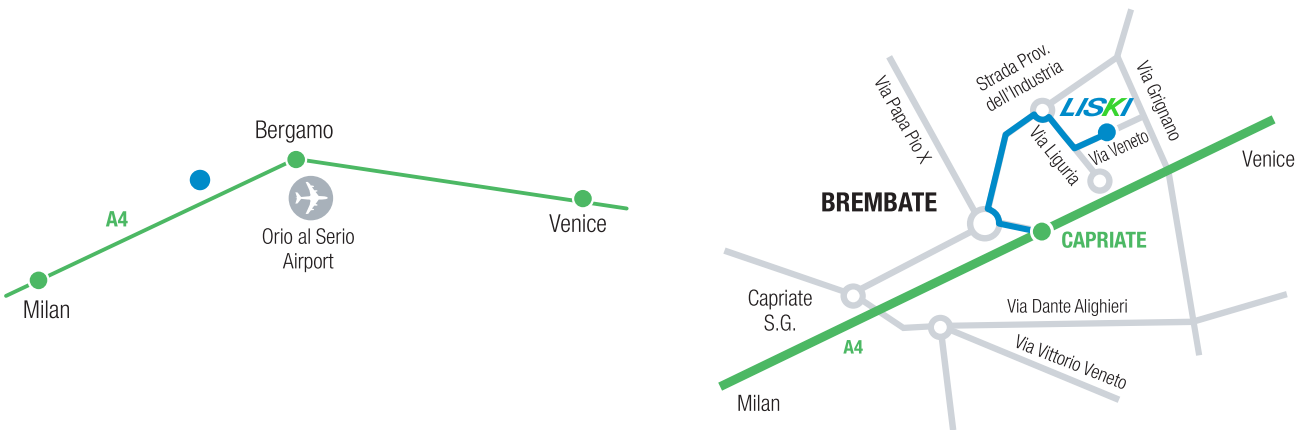 Bergamo
A4
Orio al Serio
Airport
Venice
Milan
Strada Prov.
dell'Industria
LISKI
Via Grignano
Via Papa Pio X
Via Liguria
Via Veneto
Venice
BREMBATE
CAPRIATE
Capriate
S.G.
Via Dante Alighieri
A4
Via Vittorio Veneto
Milan